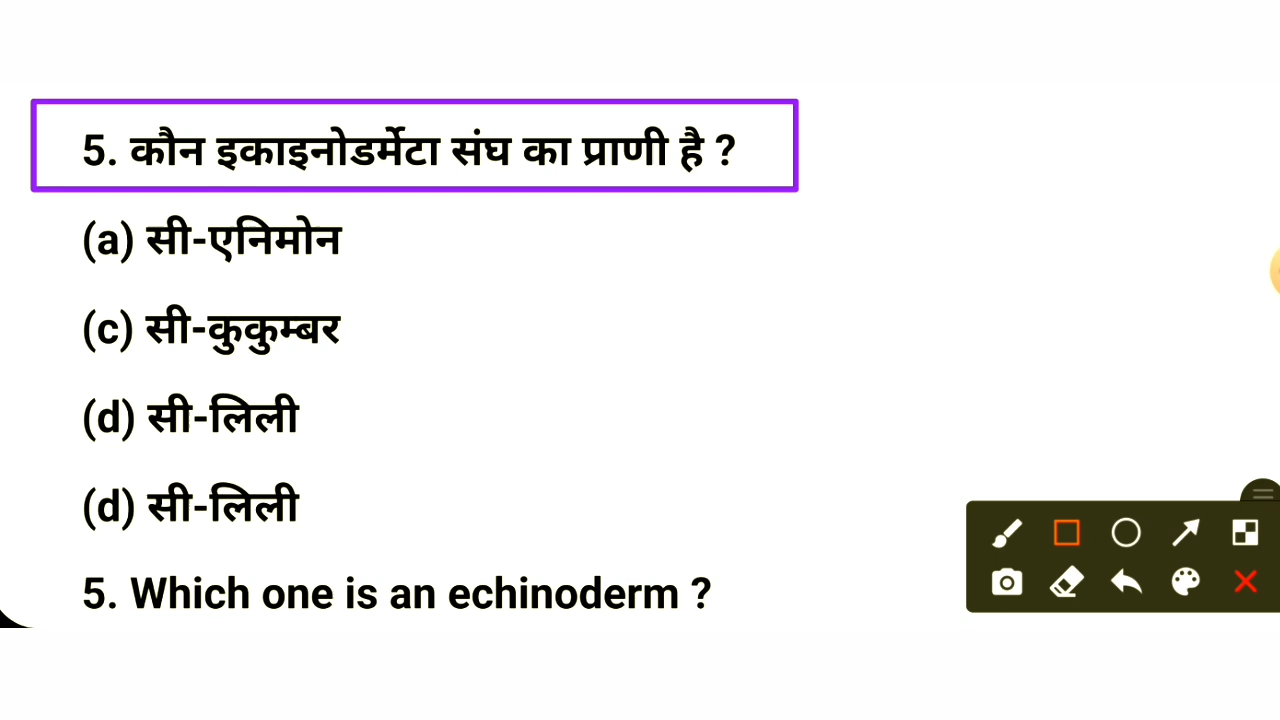 5. कौन इकाइनोडर्मेटा संघ का प्राणी है ?
(a) सी-एनिमोन
(c) सी-कुकुम्बर
(d) सी-लिली
(d) सी-लिली
5. Which one is an echinoderm ?